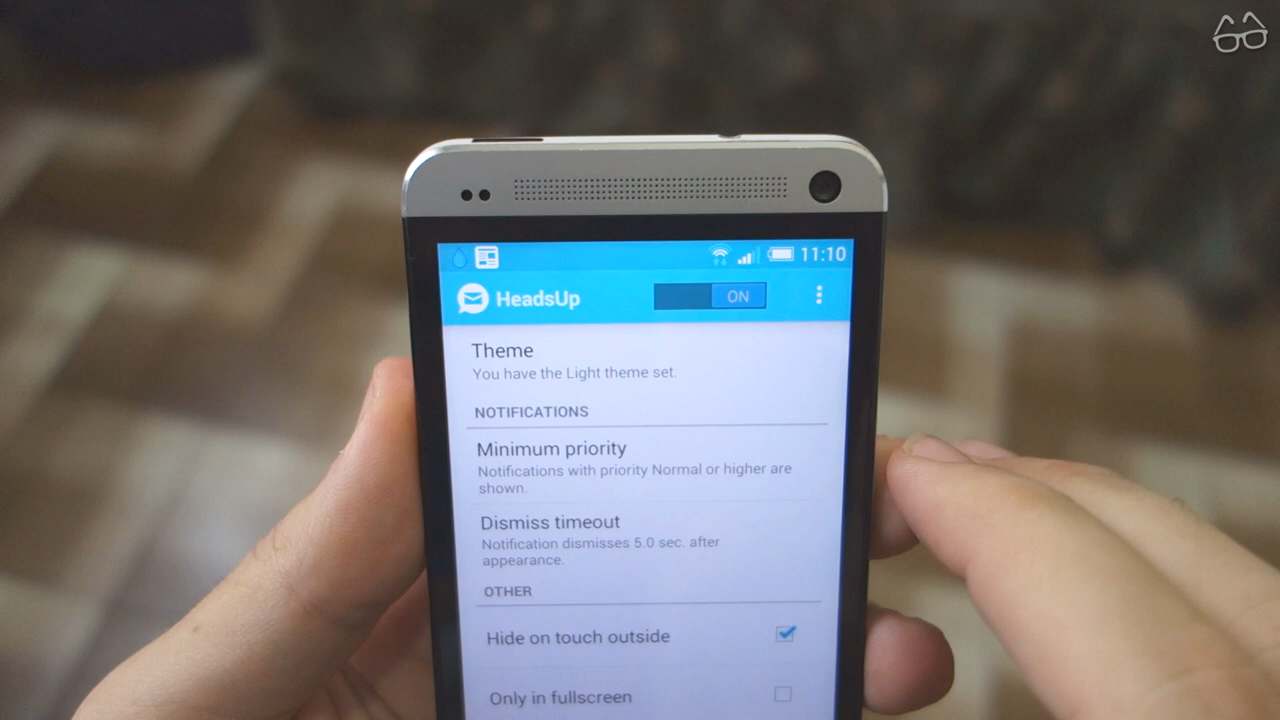 11:10
HeadsUp
ON
Theme
You have the Light theme set.
NOTIFICATIONS
Minimum priority
Notifications with priority Normal or higher are
shown.
Dismiss timeout
Notification dismisses 5.0 sec. after
appearance.
OTHER
Hide on touch outside
Only in fullscreen